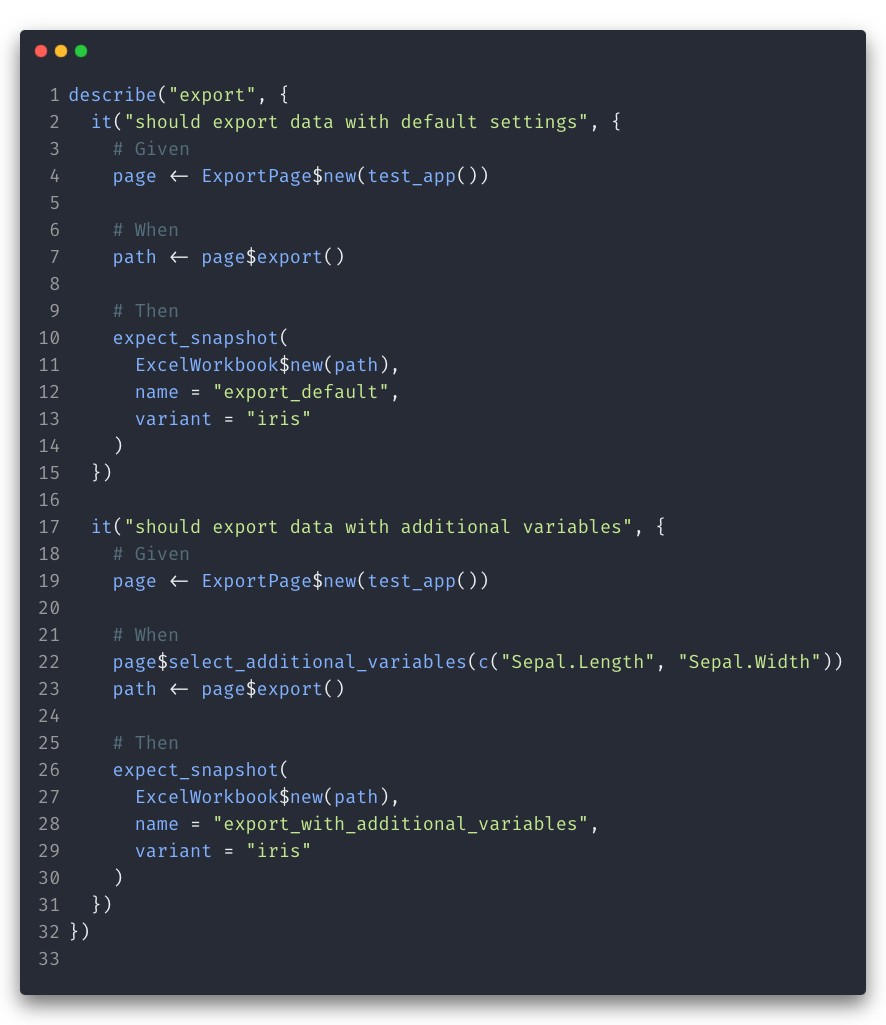 1 describe("export", {
2   it("should export data with default settings", {
3     # Given
4     page <- ExportPage$new(test_app())
5
6     # When
7     path <- page$export()
8
9     # Then
10     expect_snapshot(
11       ExcelWorkbook$new(path),
12       name = "export_default",
13       variant = "iris"
14     )
15   })
16
17   it("should export data with additional variables", {
18     # Given
19     page <- ExportPage$new(test_app())
20
21     # When
22     page$select_additional_variables(c("Sepal.Length", "Sepal.Width"))
23     path <- page$export()
24
25     # Then
26     expect_snapshot(
27       ExcelWorkbook$new(path),
28       name = "export_with_additional_variables",
29       variant = "iris"
30     )
31   })
32 })
33